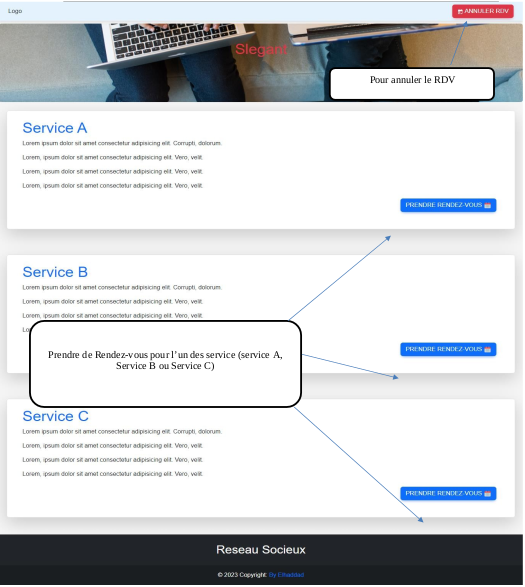 Logo
ANNULER RDV
Slegant
Pour annuler le RDV
Service A
Lorem ipsum dolor sit amet consectetur adipisicing elit. Corrupti, dolorum.
Lorem, ipsum dolor sit amet consectetur adipisicing elit. Vero, velit.
Lorem, ipsum dolor sit amet consectetur adipisicing elit. Vero, velit.
Lorem, ipsum dolor sit amet consectetur adipisicing elit. Vero, velit.
PRENDRE RENDEZ-VOUS
Service B
Lorem ipsum dolor sit amet consectetur adipisicing elit. Corrupti, dolorum.
Lorem, ipsum dolor sit amet consectetur adipisicing elit. Vero, velit.
Lorem, ipsum dolor sit amet consectetur adipisicing elit. Vero, velit.
Lo
PRENDRE RENDEZ-VOUS
Prendre de Rendez-vous pour l'un des service (service A,
Service B ou Service C)
Service C
Lorem ipsum dolor sit amet consectetur adipisicing elit. Corrupti, dolorum.
Lorem, ipsum dolor sit amet consectetur adipisicing elit. Vero, velit.
Lorem, ipsum dolor sit amet consectetur adipisicing elit. Vero, velit.
Lorem, ipsum dolor sit amet consectetur adipisicing elit. Vero, velit.
PRENDRE RENDEZ-VOUS
Reseau Socieux
© 2023 Copyright: By Elhaddad